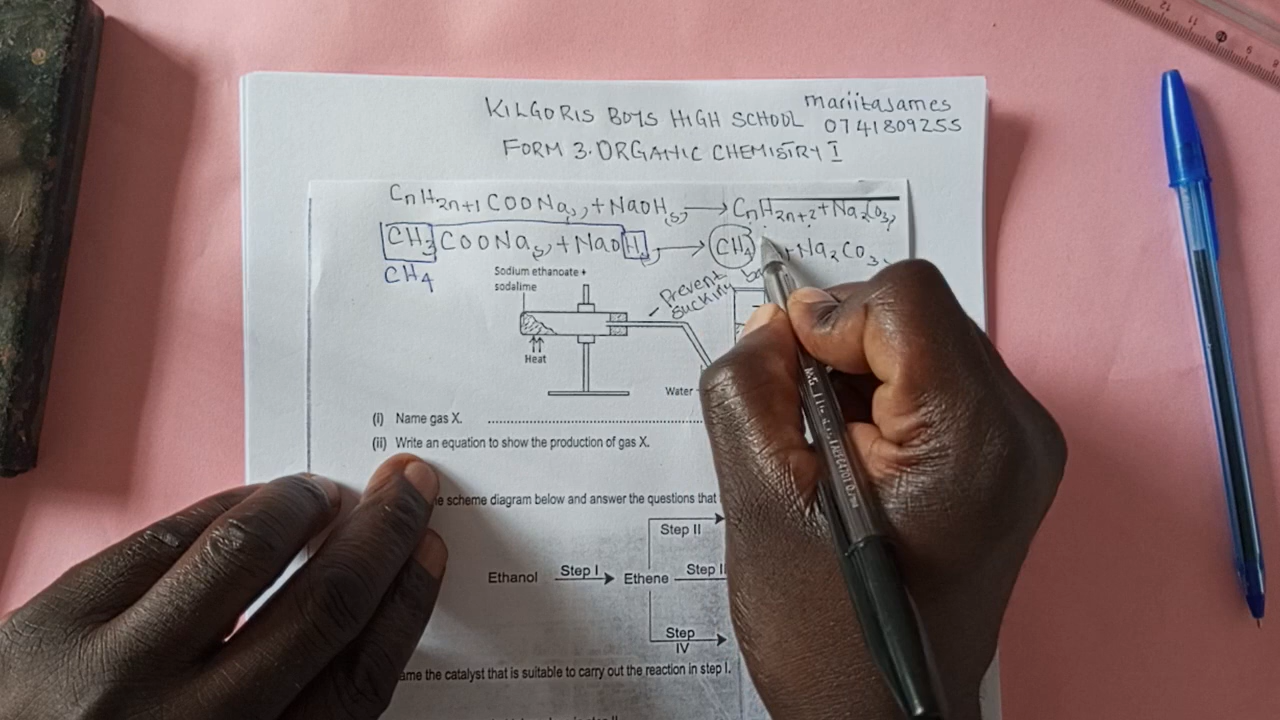 KILGORIS BOYS HIGH SCHOOL
mariitaJames
0741809255
FORM 3. ORGANIC CHEMISTRY I
CnH2n+1COONa(s) + NaOH(s) → CnH2n+2 + Na2CO3
CH3COONa(s) + NaOH → CH4 + Na2CO3
CH4
Sodium ethanoate +
sodalime
Prevent
sucking
Heat
Water
(i) Name gas X. ........................................
(ii) Write an equation to show the production of gas X.
scheme diagram below and answer the questions that
Step II
Ethanol Step I Ethene Step
Step
IV
the catalyst that is suitable to carry out the reaction in step I.